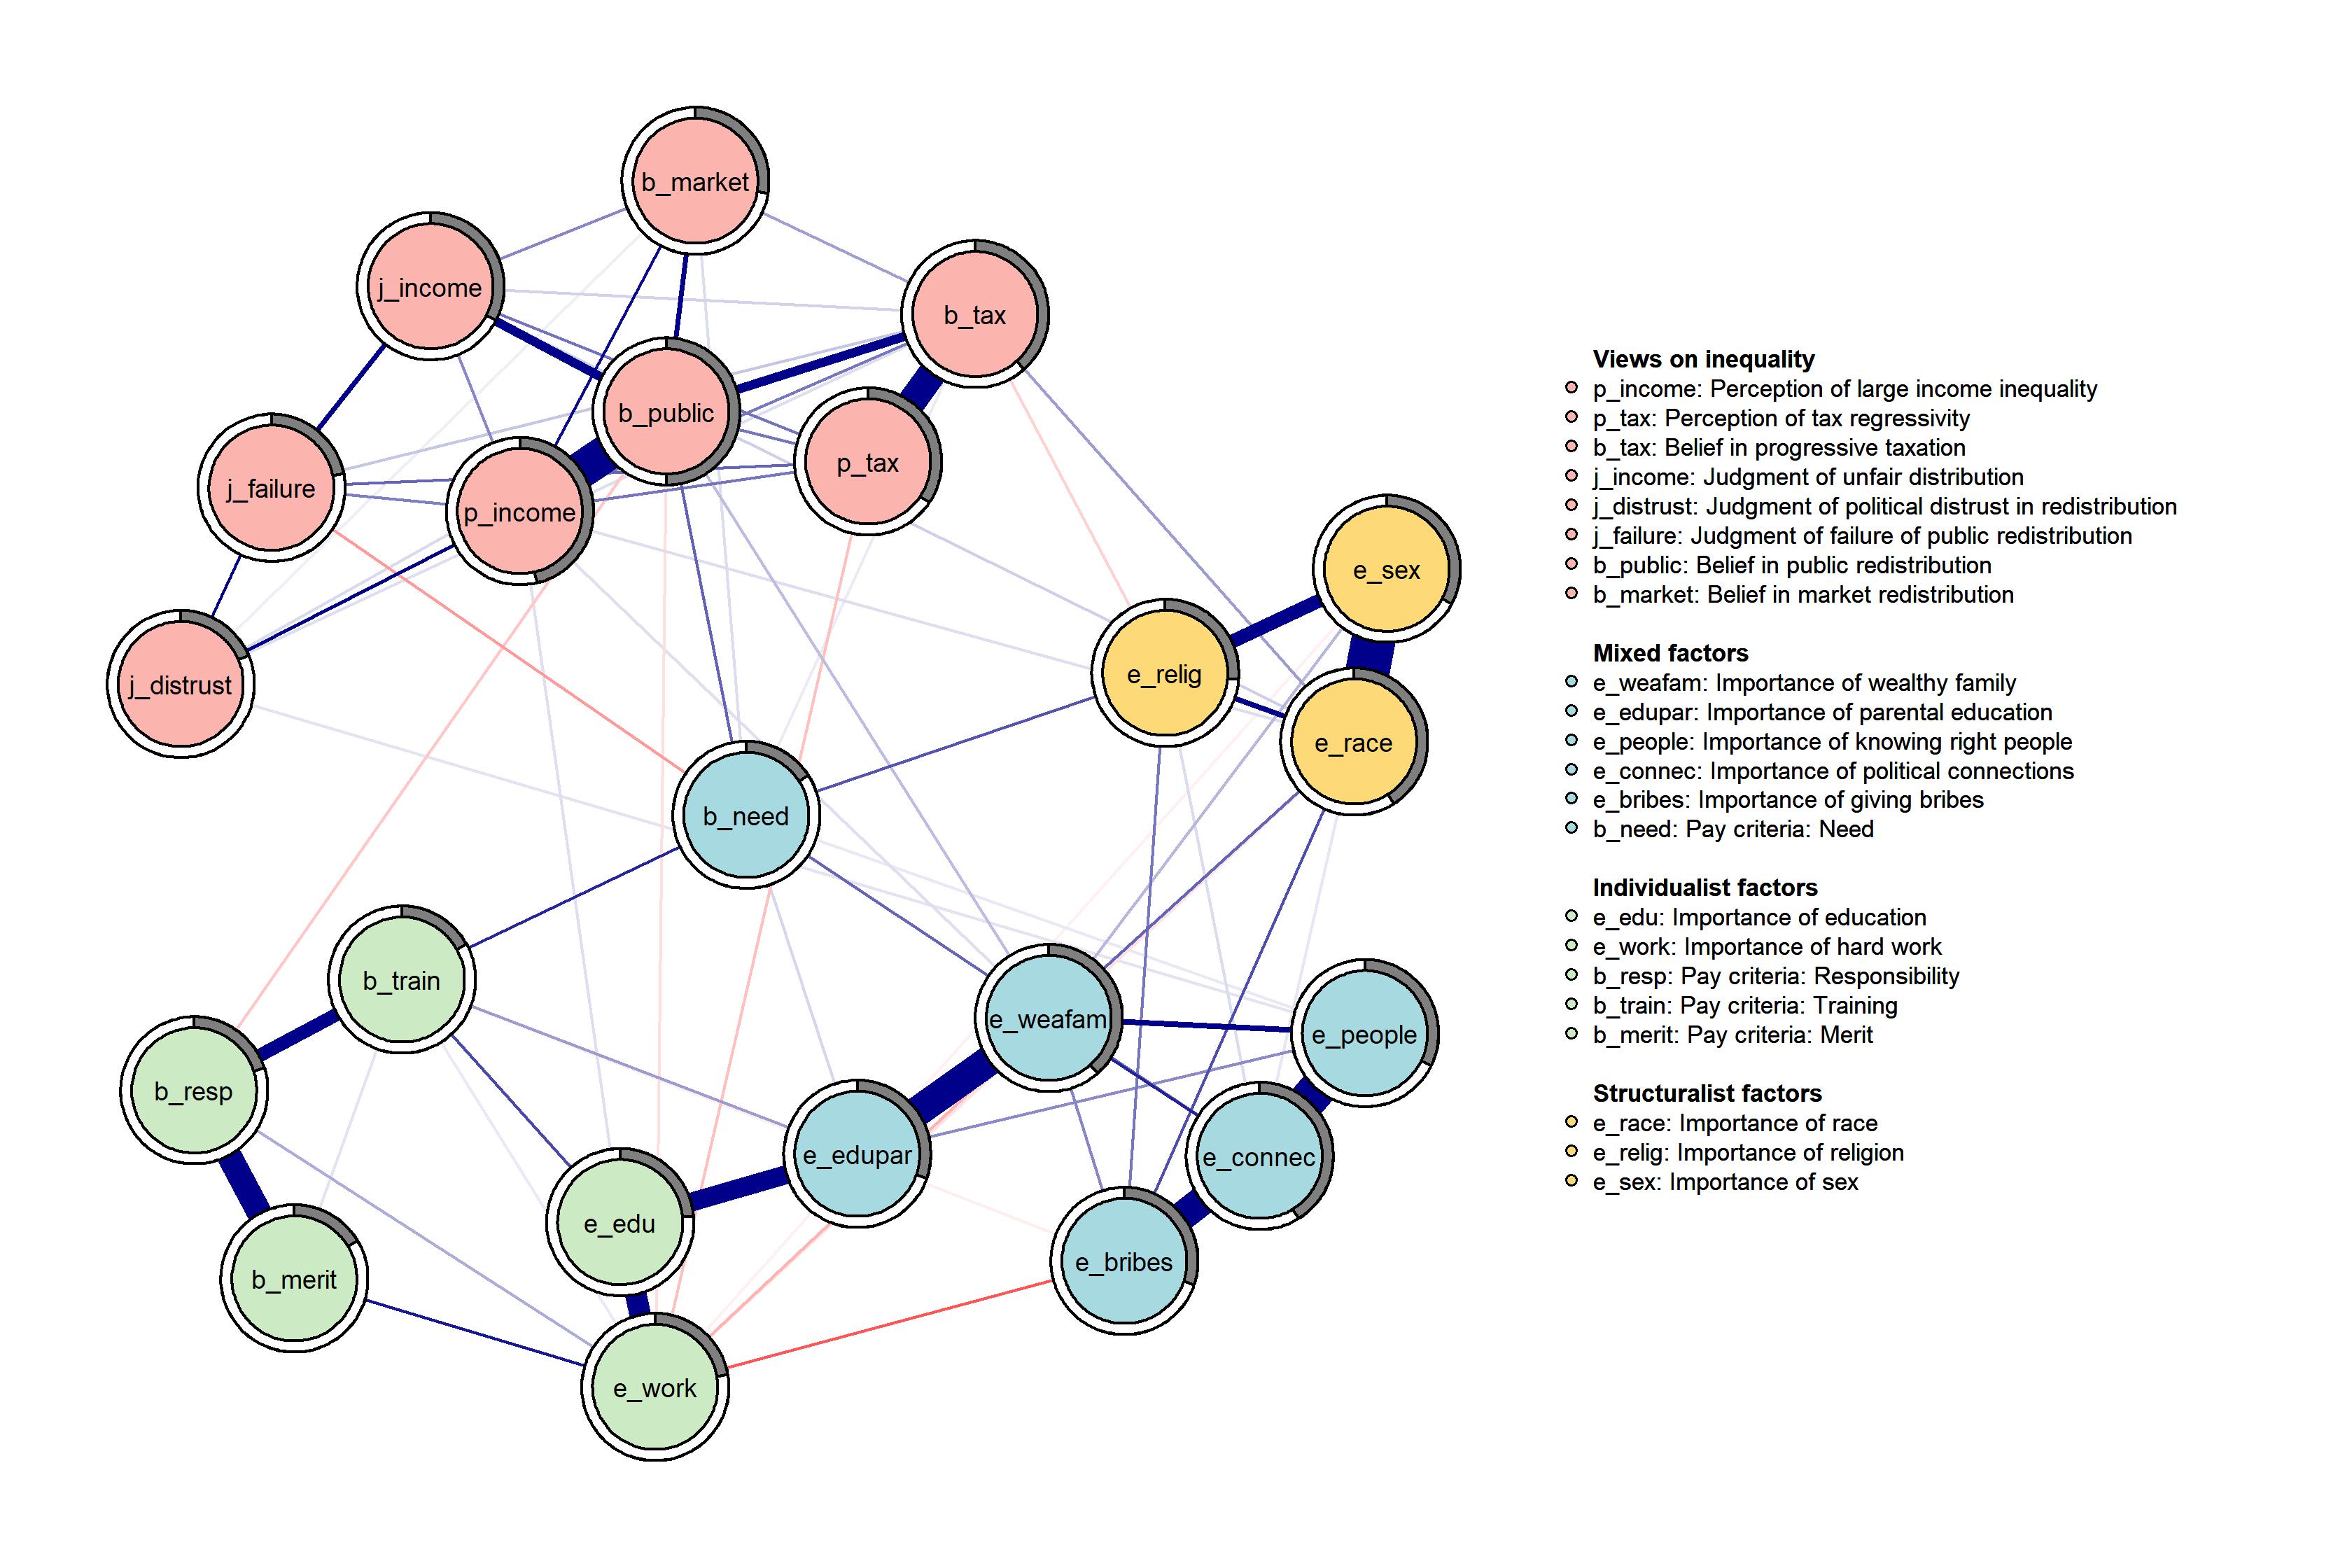 b_market
j_income
b_tax
b_public
p_tax
j_failure
p_income
e_sex
e_relig
j_distrust
e_race
b_need
b_train
e_weafam
e_people
b_resp
e_edupar
e_connec
e_edu
e_bribes
b_merit
e_work
Views on inequality
p_income: Perception of large income inequality
p_tax: Perception of tax regressivity
b_tax: Belief in progressive taxation
j_income: Judgment of unfair distribution
j_distrust: Judgment of political distrust in redistribution
j_failure: Judgment of failure of public redistribution
b_public: Belief in public redistribution
b_market: Belief in market redistribution
Mixed factors
e_weafam: Importance of wealthy family
e_edupar: Importance of parental education
e_people: Importance of knowing right people
e_connec: Importance of political connections
e_bribes: Importance of giving bribes
b_need: Pay criteria: Need
Individualist factors
e_edu: Importance of education
e_work: Importance of hard work
b_resp: Pay criteria: Responsibility
b_train: Pay criteria: Training
b_merit: Pay criteria: Merit
Structuralist factors
e_race: Importance of race
e_relig: Importance of religion
e_sex: Importance of sex